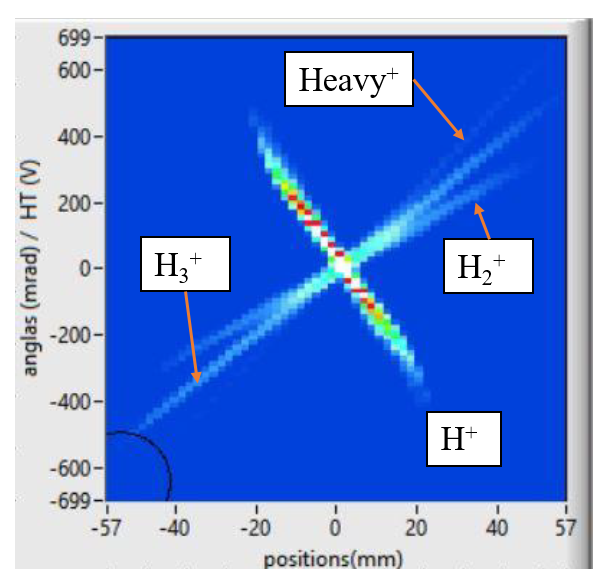 699
600
Heavy⁺
400
200
H₃⁺
H₂⁺
0
-200
-400
H⁺
-600
-699
-57 -40 -20 0 20 40 57
positions(mm)
anglas (mrad) / HT (V)